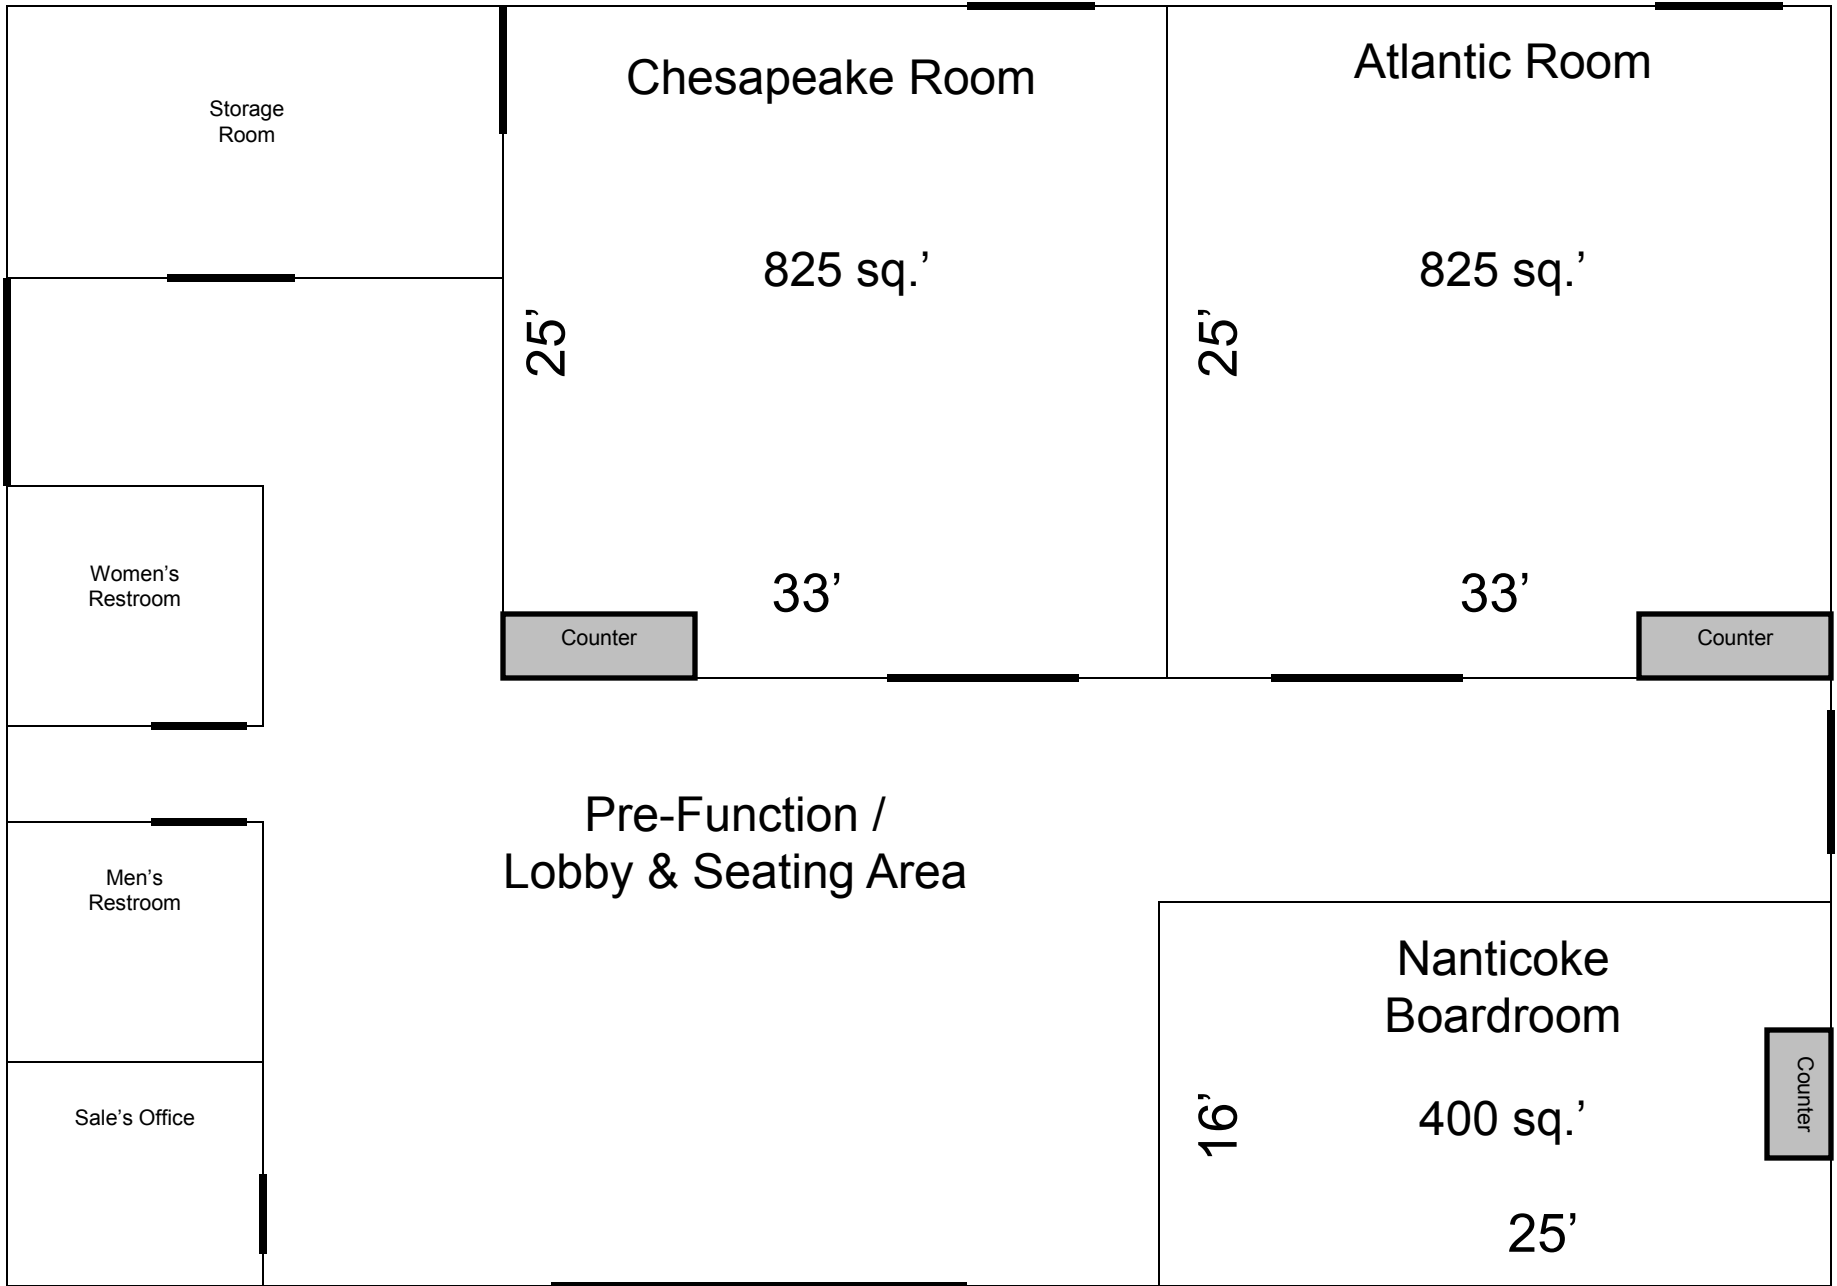 Chesapeake Room
Atlantic Room
Storage
Room
825 sq.’
825 sq.’
25’
25’
Women’s
Restroom
33’
33’
Counter
Counter
Pre-Function /
Lobby & Seating Area
Men’s
Restroom
Nanticoke
Boardroom
Counter
Sale’s Office
16’
400 sq.’
25’